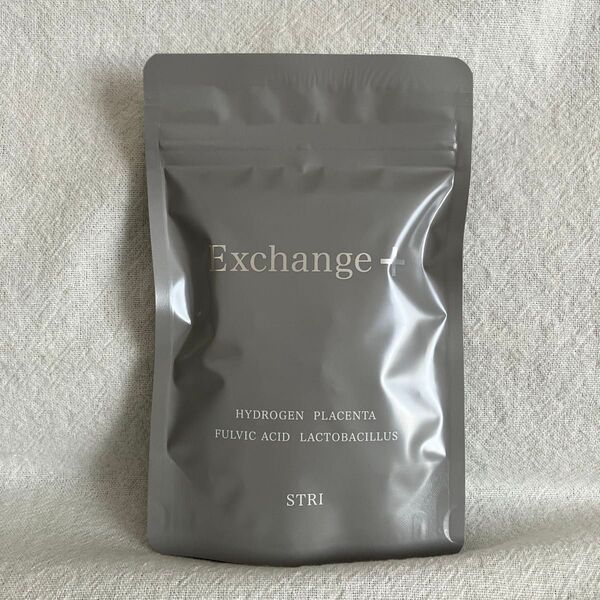 Exchange+
HYDROGEN PLACENTA
FULVIC ACID LACTOBACILLUS
STRI